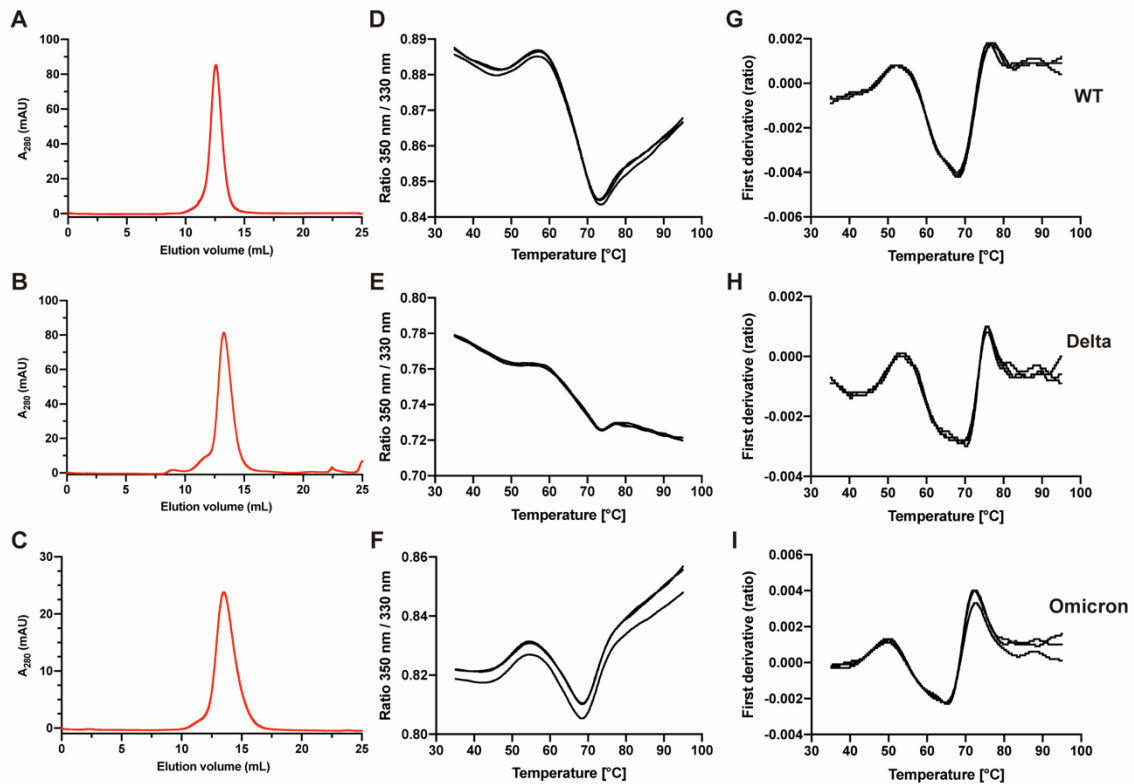 A
100
80
60
40
20
0
A280 (mAU)
0 5 10 15 20 25
Elution volume (mL)
D
0.89
0.88
0.87
0.86
0.85
0.84
Ratio 350 nm / 330 nm
30 40 50 60 70 80 90 100
Temperature [°C]
G
0.002
0.000
-0.002
-0.004
-0.006
First derivative (ratio)
30 40 50 60 70 80 90 100
Temperature [°C]
WT
B
100
80
60
40
20
0
A280 (mAU)
0 5 10 15 20 25
Elution volume (mL)
E
0.80
0.78
0.76
0.74
0.72
0.70
Ratio 350 nm / 330 nm
30 40 50 60 70 80 90 100
Temperature [°C]
H
0.002
0.000
-0.002
-0.004
First derivative (ratio)
30 40 50 60 70 80 90 100
Temperature [°C]
Delta
C
30
20
10
0
A280 (mAU)
0 5 10 15 20 25
Elution volume (mL)
F
0.86
0.84
0.82
0.80
Ratio 350 nm / 330 nm
30 40 50 60 70 80 90 100
Temperature [°C]
I
0.006
0.004
0.002
0.000
-0.002
-0.004
First derivative (ratio)
30 40 50 60 70 80 90 100
Temperature [°C]
Omicron